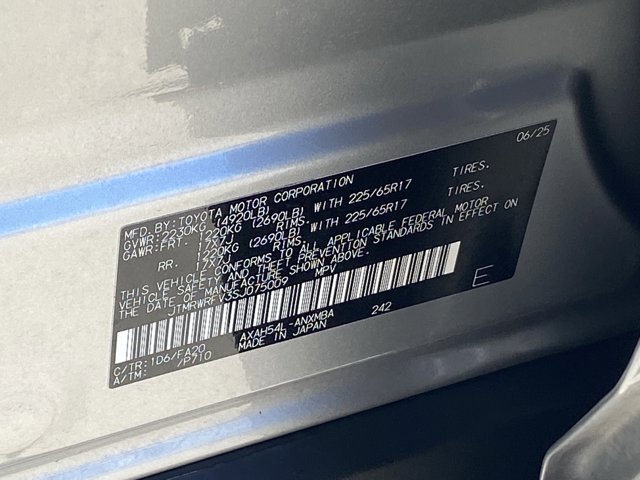 06/25
MFD. BY: TOYOTA MOTOR CORPORATION
GVWR: 2230KG (4920LB)
GAWR: FRT. 1220KG (2690LB) WITH 225/65R17 TIRES.
17X7J RIMS.
RR. 1220KG (2690LB) WITH 225/65R17 TIRES.
17X7J RIMS.
THIS VEHICLE CONFORMS TO ALL APPLICABLE FEDERAL MOTOR
VEHICLE SAFETY AND THEFT PREVENTION STANDARDS IN EFFECT ON
THE DATE OF MANUFACTURE SHOWN ABOVE.
JTMRWRFV3SJ075009 MPV
E
C/TR: 1D6/FA20 AXAH54L-ANXMBA 242
A/TM: /P710 MADE IN JAPAN